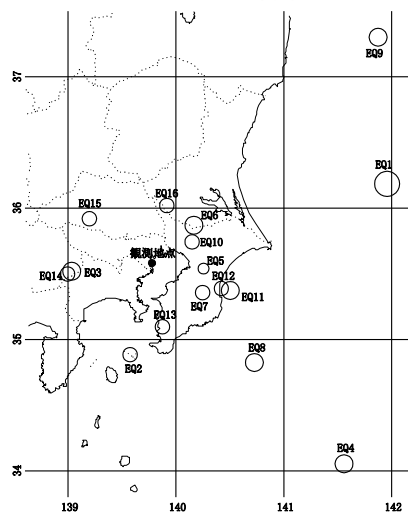 EQ9
37
EQ1
EQ15
EQ16
36
EQ6
EQ10
観測地点
EQ5
EQ14
EQ3
EQ12
EQ7
EQ11
EQ13
35
EQ2
EQ8
EQ4
34
139
140
141
142